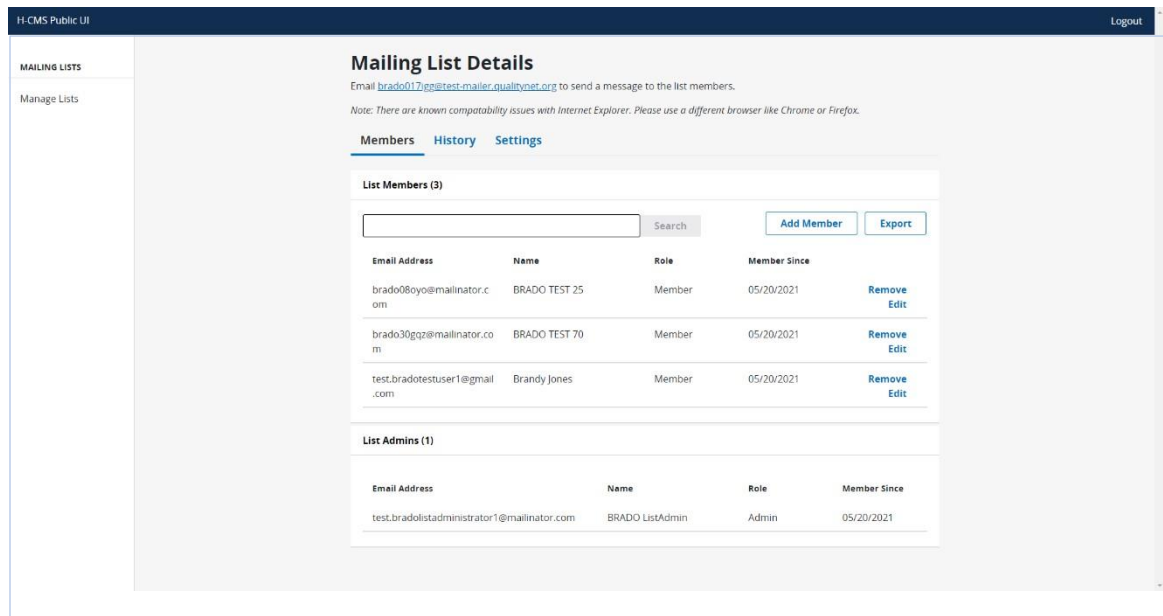 H-CMS Public UI Logout
MAILING LISTS
Manage Lists
Mailing List Details
Email brado017igg@test-mailer.qualitynet.org to send a message to the list members.
Note: There are known compatability issues with Internet Explorer. Please use a different browser like Chrome or Firefox.
Members History Settings
List Members (3)
Search Add Member Export
Email Address Name Role Member Since
brado08oyo@mailinator.c BRADO TEST 25 Member 05/20/2021 Remove
om Edit
brado30gqz@mailinator.co BRADO TEST 70 Member 05/20/2021 Remove
m Edit
test.bradotestuser1@gmail Brandy Jones Member 05/20/2021 Remove
.com Edit
List Admins (1)
Email Address Name Role Member Since
test.bradolistadministrator1@mailinator.com BRADO ListAdmin Admin 05/20/2021